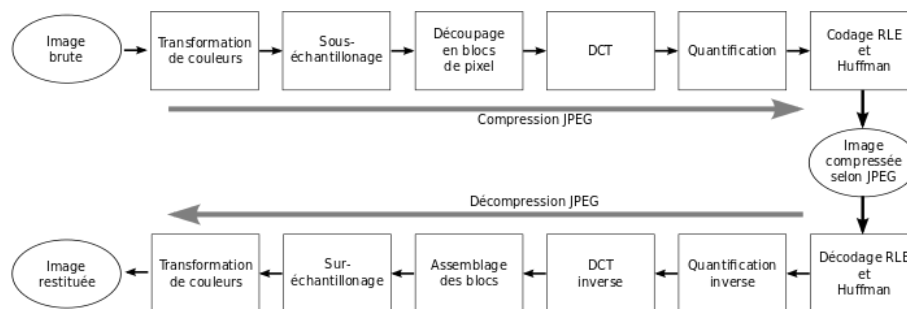 Image
brute
Transformation
de couleurs
Sous-
échantillonage
Découpage
en blocs
de pixel
DCT
Quantification
Codage RLE
et
Huffman
Compression JPEG
Image
compressée
selon JPEG
Décompression JPEG
Image
restituée
Transformation
de couleurs
Sur-
échantillonage
Assemblage
des blocs
DCT
inverse
Quantification
inverse
Décodage RLE
et
Huffman